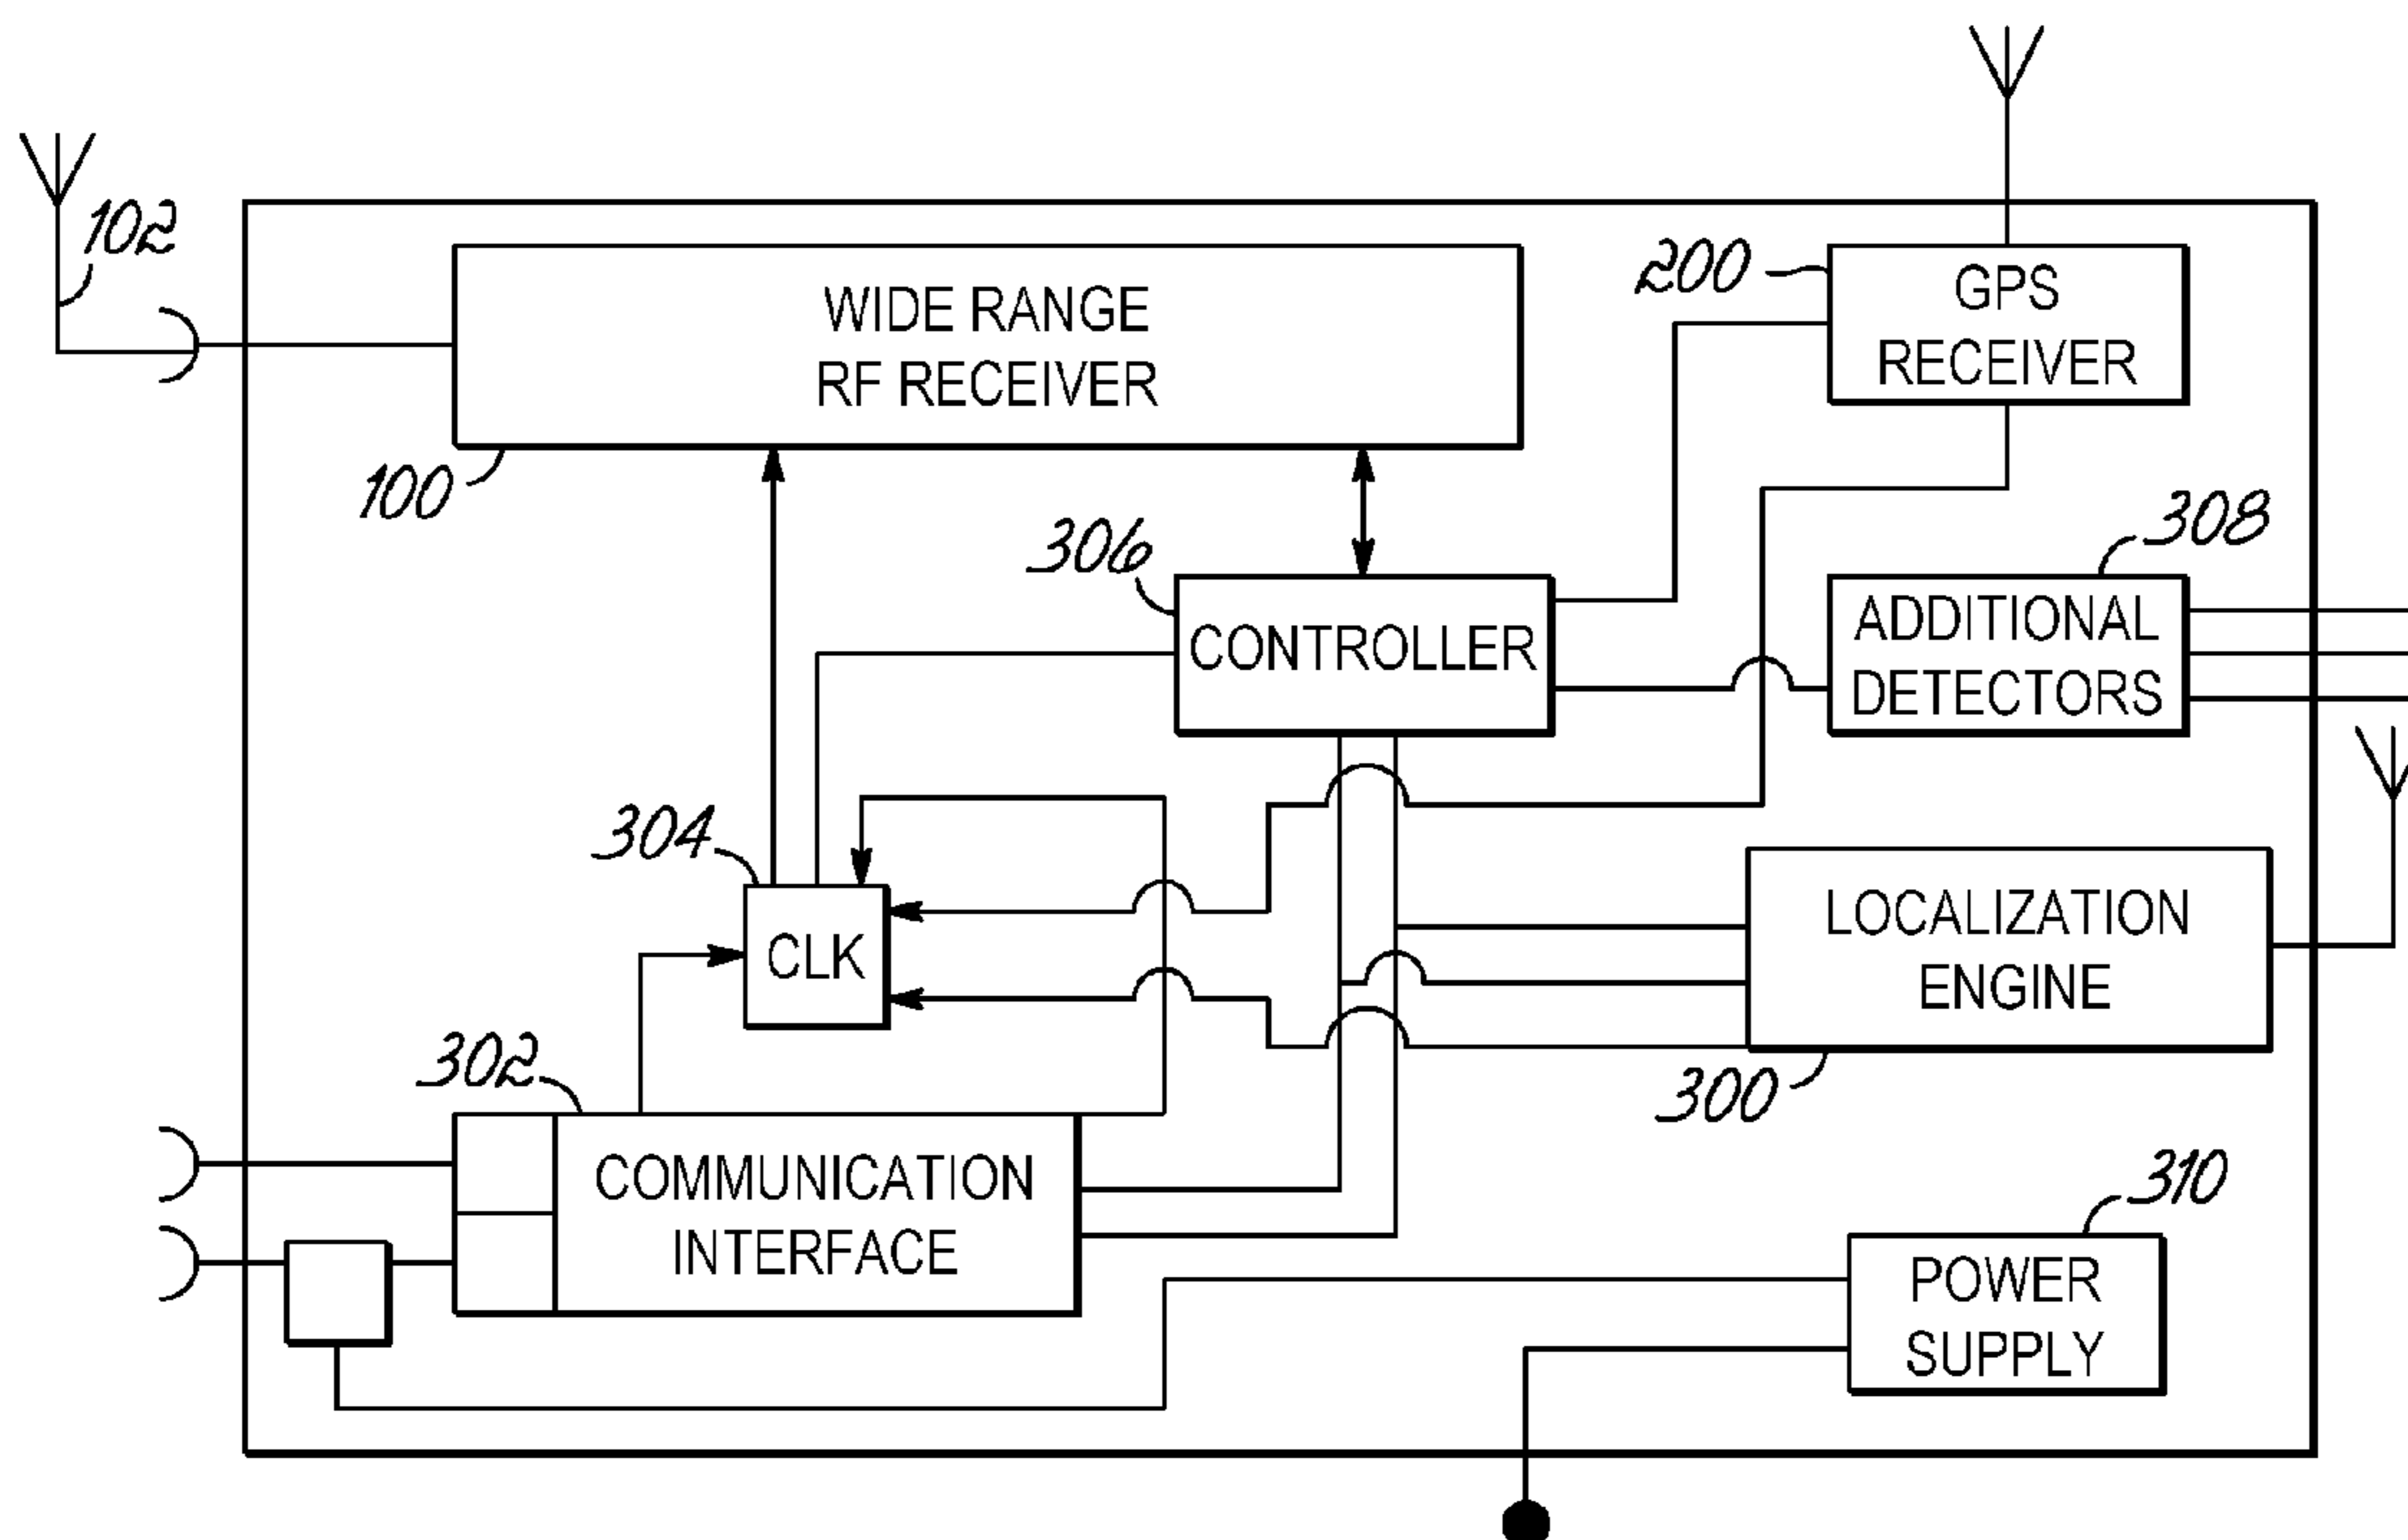 102
WIDE RANGE
RF RECEIVER
100
200
GPS
RECEIVER
306
CONTROLLER
308
ADDITIONAL
DETECTORS
304
CLK
LOCALIZATION
ENGINE
300
302
COMMUNICATION
INTERFACE
310
POWER
SUPPLY